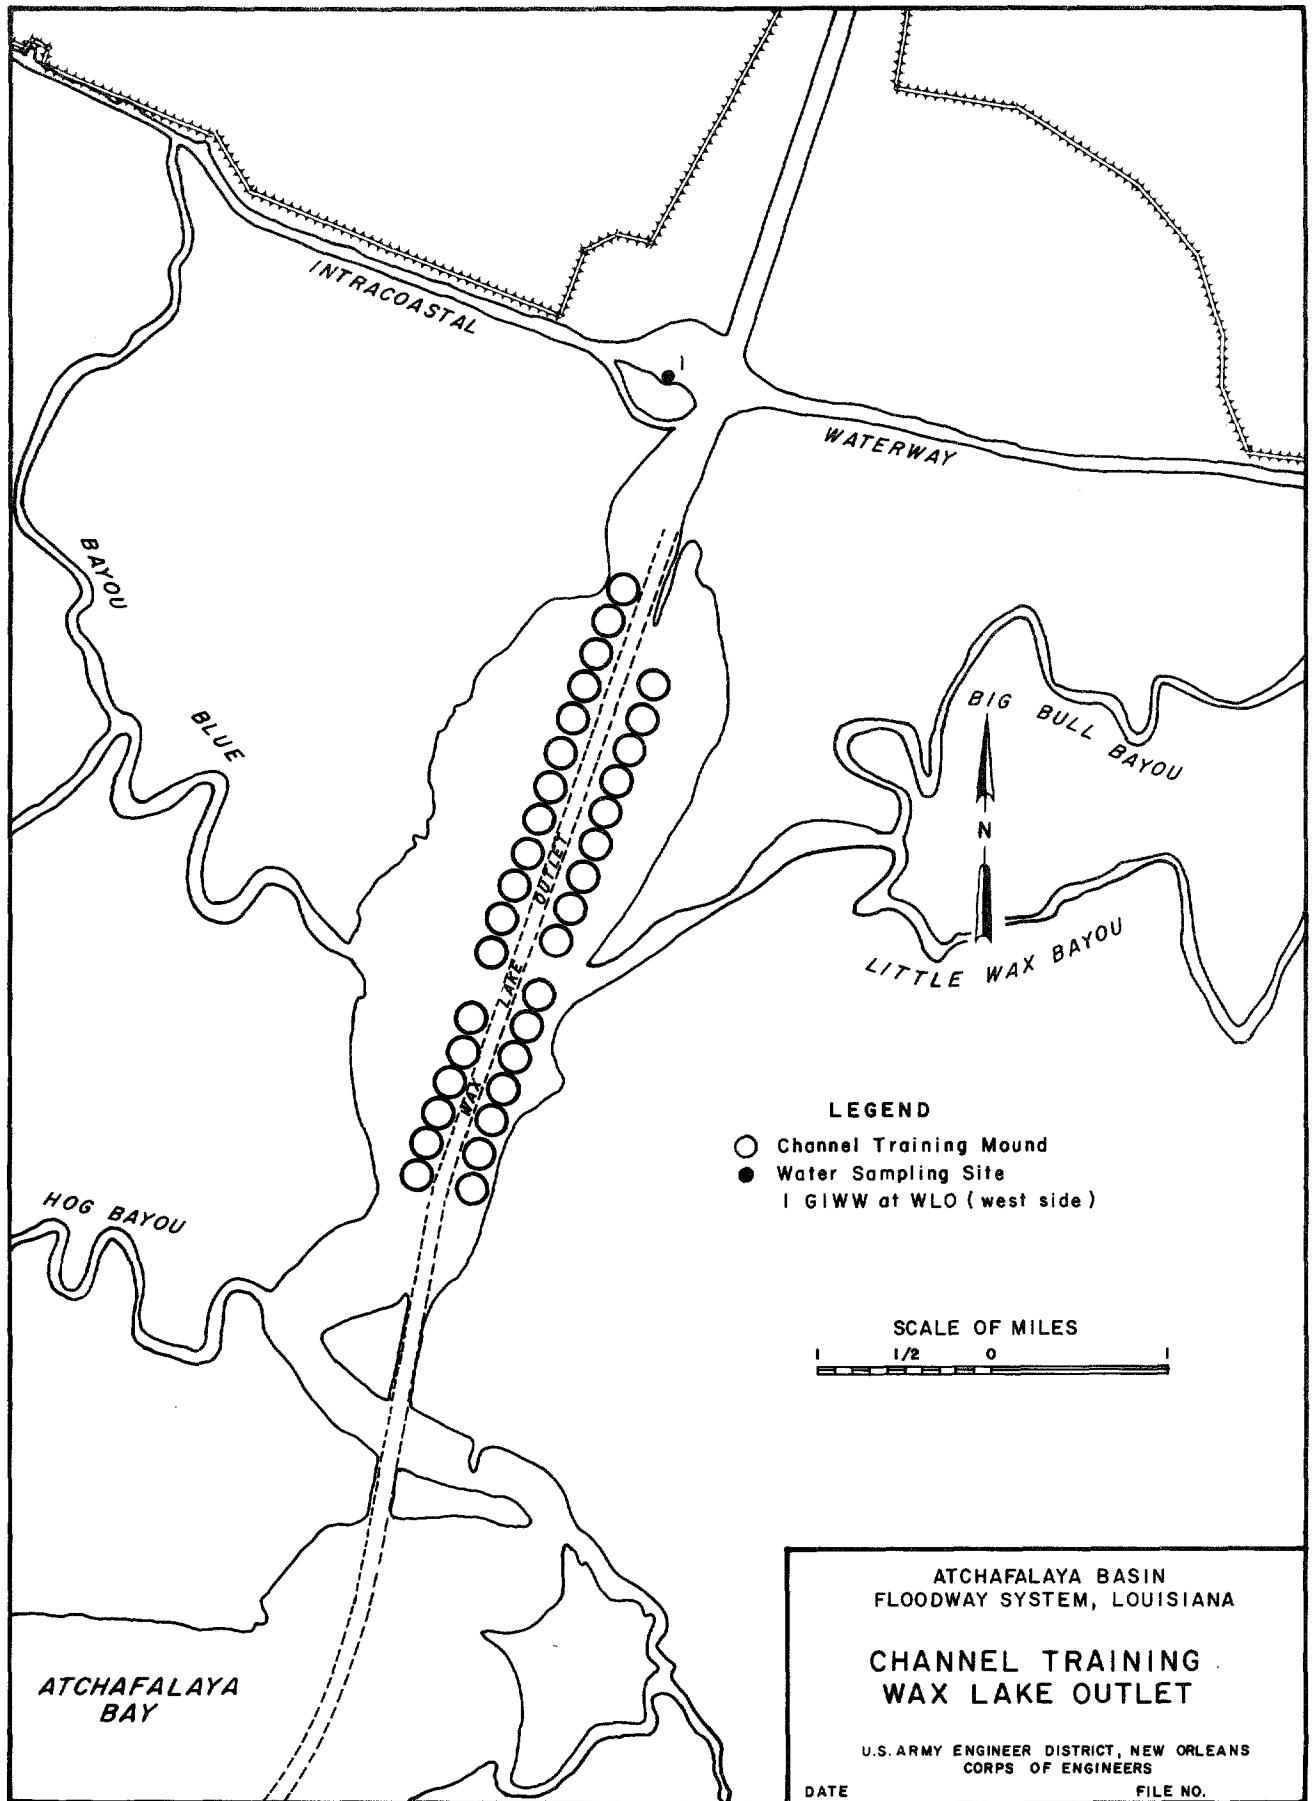 INTRACOASTAL
1
WATERWAY
BAYOU
BLUE
BIG BULL BAYOU
N
OUTLET
LAKE
WAX
LITTLE WAX BAYOU
LEGEND
Channel Training Mound
Water Sampling Site
1 GIWW at WLO (west side)
HOG BAYOU
SCALE OF MILES
1 1/2 0 1
ATCHAFALAYA BASIN
FLOODWAY SYSTEM, LOUISIANA
CHANNEL TRAINING
WAX LAKE OUTLET
ATCHAFALAYA
BAY
U.S. ARMY ENGINEER DISTRICT, NEW ORLEANS
CORPS OF ENGINEERS
DATE FILE NO.